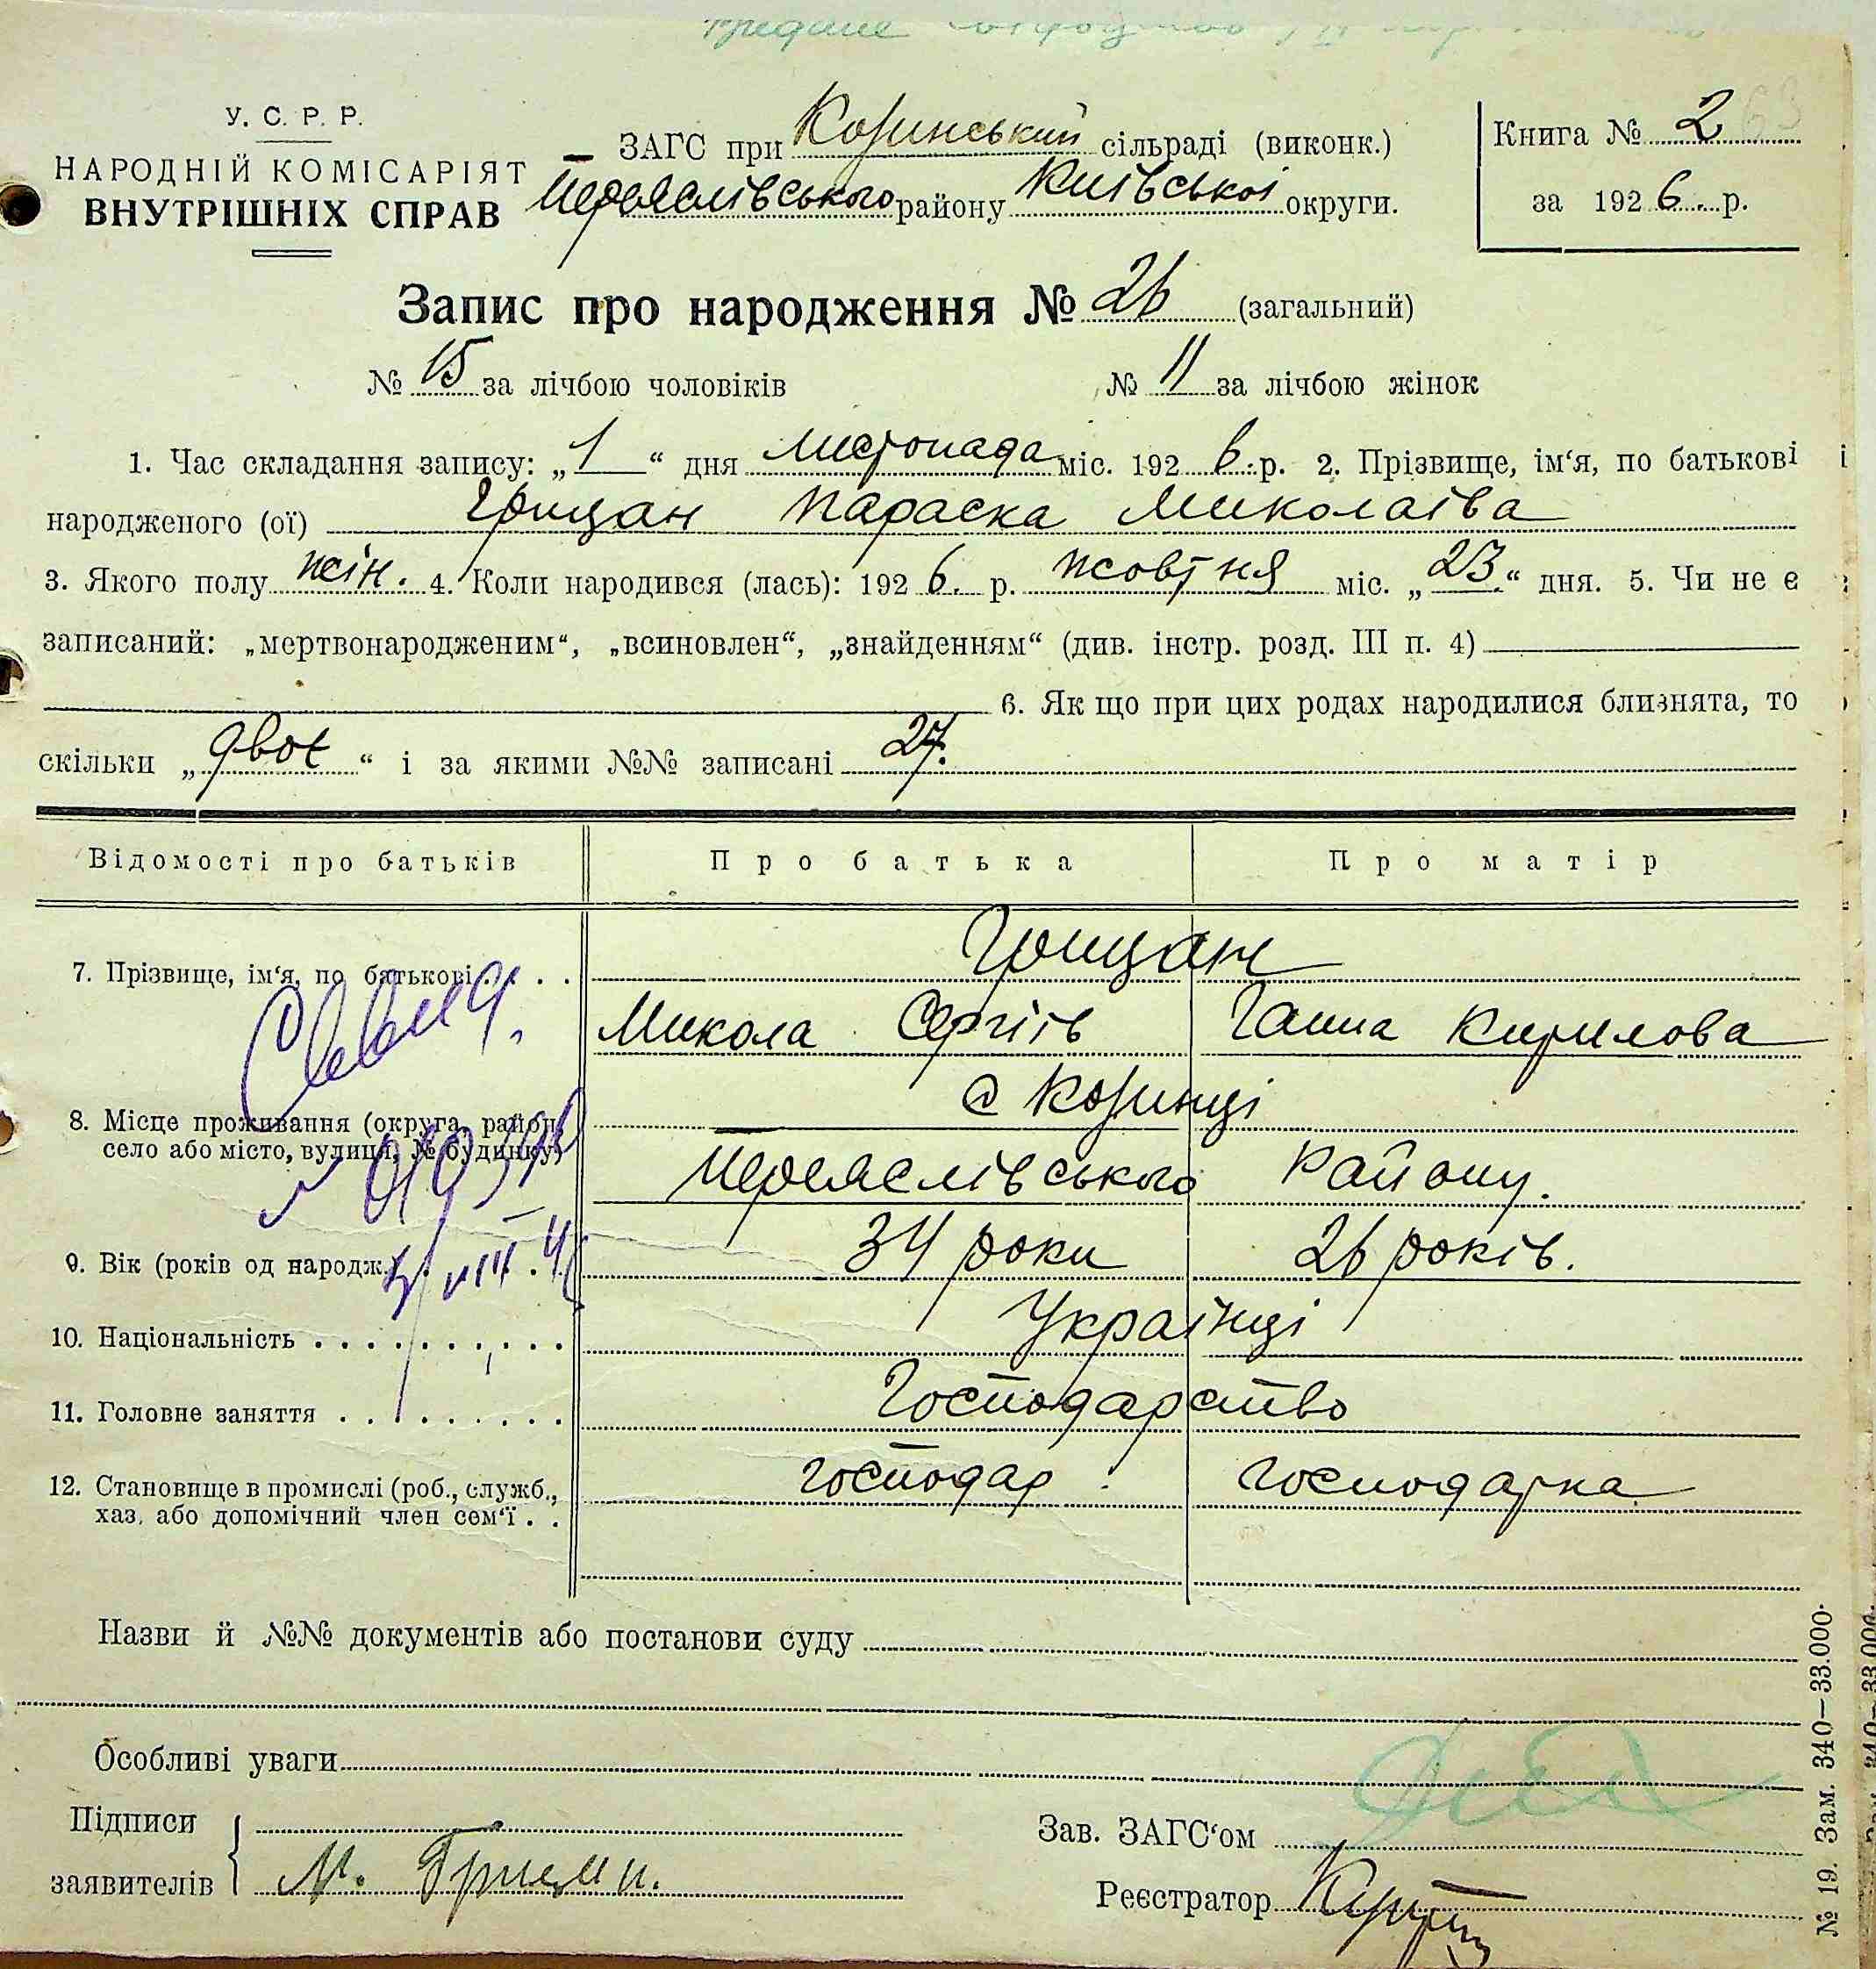 У. С. Р. Р.
НАРОДНІЙ КОМІСАРІЯТ
ВНУТРІШНІХ СПРАВ
ЗАГС при Козинський сільраді (виконк.)
Переяслівського району Київської округи.
Книга № 2
за 1926 р.
Запис про народження № 26 (загальний)
№ 15 за лічбою чоловіків № 11 за лічбою жінок
1. Час складання запису: „1“ дня листопада міс. 1926 р. 2. Прізвище, ім‘я, по батькові
народженого (ої) Грицан Параска Миколаїва
3. Якого полу жін. 4. Коли народився (лась): 1926. р. жовтня міс. „23.“ дня. 5. Чи не є
записаний: „мертвонародженим“, „всиновлен“, „знайденням“ (див. інстр. розд. III п. 4)
6. Як що при цих родах народилися близнята, то
скільки „двоє“ і за якими №№ записані 27.
Відомості про батьків Про батька Про матір
7. Прізвище, ім‘я, по батькові Грицан
Микола Сергіїв Ганна Кирилова
8. Місце проживання (округа, район,
село або місто, вулиця, № будинку)
с Козинці
Переяслівського Району.
9. Вік (років од народж.) 34 роки 26 років.
10. Національність Українці
11. Головне заняття Господарство
12. Становище в промислі (роб., служб.,
хаз. або допомічний член сем‘ї
господар господарка
Назви й №№ документів або постанови суду
Особливі уваги
Підписи
заявителів М. Грицан.
Зав. ЗАГС‘ом
Реєстратор
№ 19. Зам. 340—33.000.